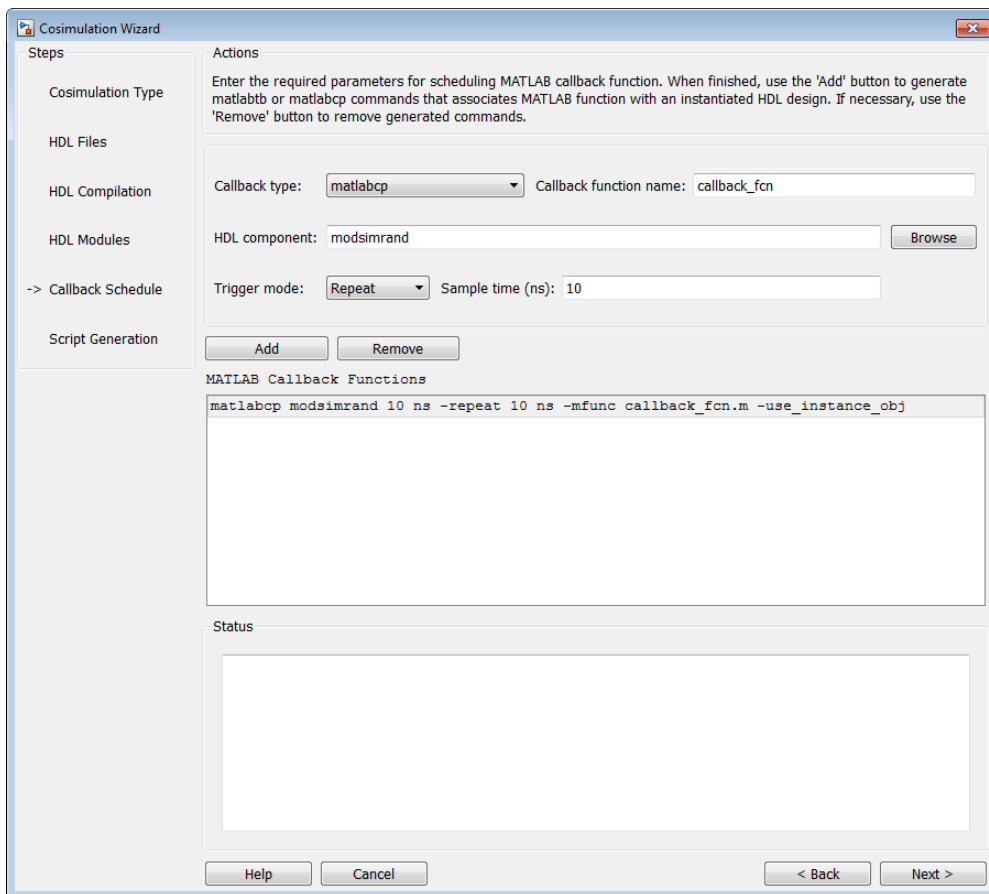 Cosimulation Wizard
Steps
Cosimulation Type
HDL Files
HDL Compilation
HDL Modules
-> Callback Schedule
Script Generation
Actions
Enter the required parameters for scheduling MATLAB callback function. When finished, use the 'Add' button to generate
matlabtb or matlabcp commands that associates MATLAB function with an instantiated HDL design. If necessary, use the
'Remove' button to remove generated commands.
Callback type: matlabcp Callback function name: callback_fcn
HDL component: modsimrand Browse
Trigger mode: Repeat Sample time (ns): 10
Add Remove
MATLAB Callback Functions
matlabcp modsimrand 10 ns -repeat 10 ns -mfunc callback_fcn.m -use_instance_obj
Status
Help Cancel < Back Next >